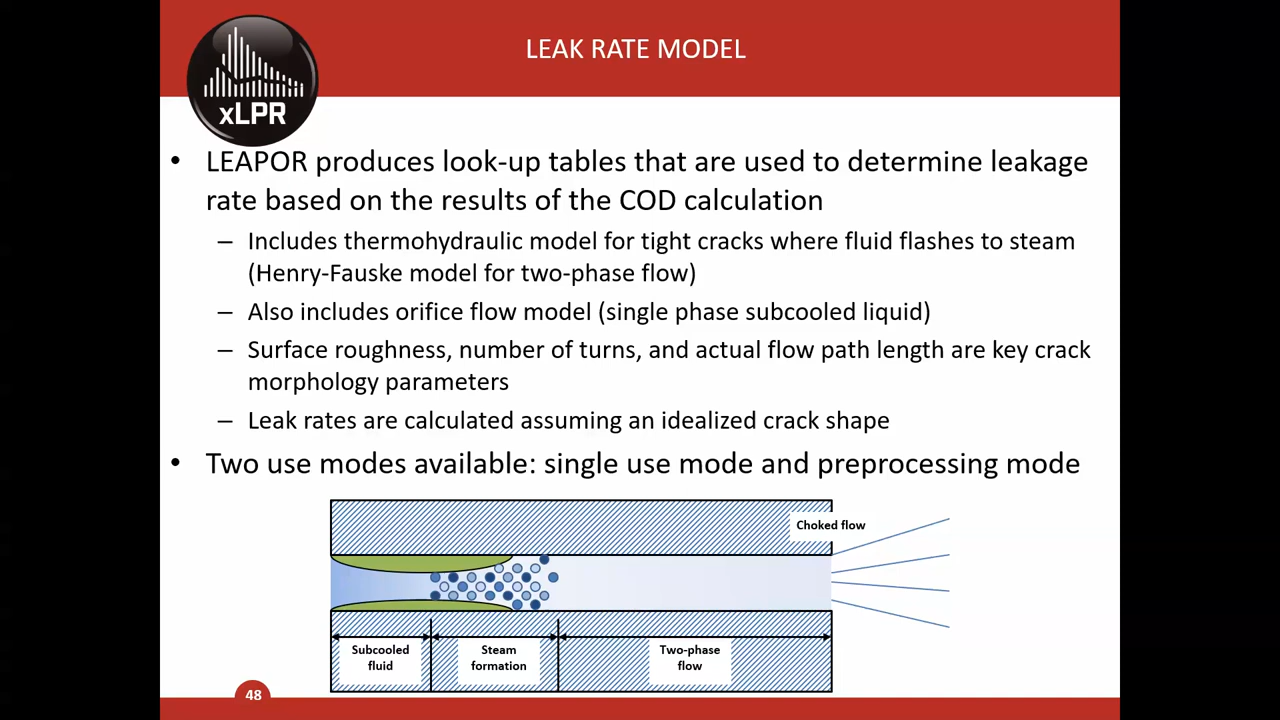 LEAK RATE MODEL
xLPR
• LEAPOR produces look-up tables that are used to determine leakage
rate based on the results of the COD calculation
– Includes thermohydraulic model for tight cracks where fluid flashes to steam
(Henry-Fauske model for two-phase flow)
– Also includes orifice flow model (single phase subcooled liquid)
– Surface roughness, number of turns, and actual flow path length are key crack
morphology parameters
– Leak rates are calculated assuming an idealized crack shape
• Two use modes available: single use mode and preprocessing mode
Choked flow
Subcooled
fluid
Steam
formation
Two-phase
flow
48